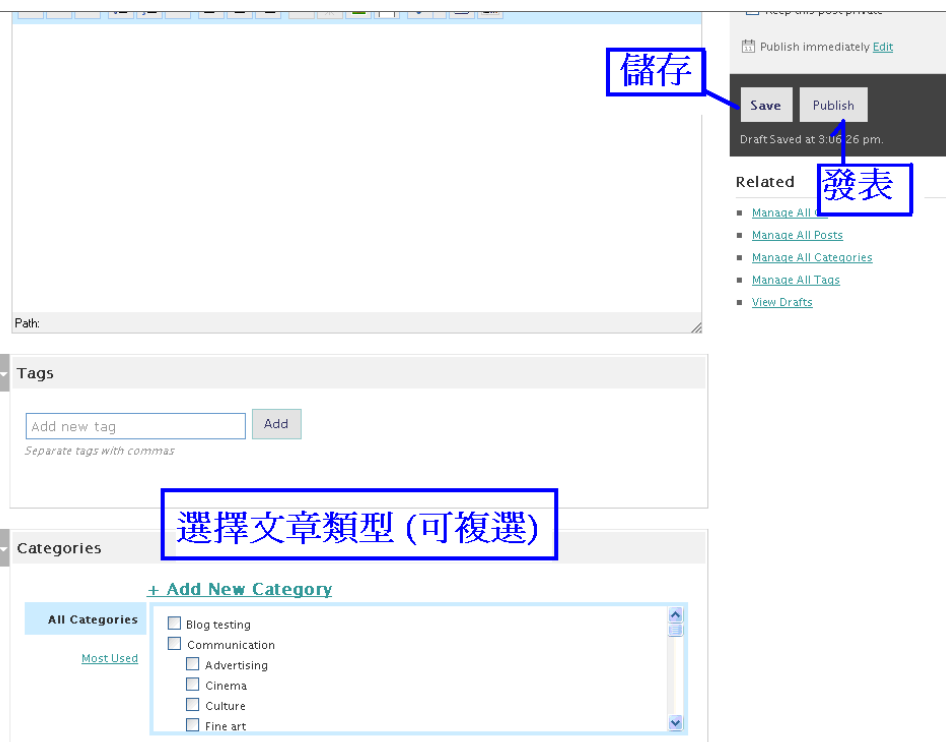 Keep this post private
Publish immediately Edit
儲存
Save
Publish
Draft Saved at 3:06:26 pm.
發表
Related
Manage All
Manage All Posts
Manage All Categories
Manage All Tags
View Drafts
Path:
Tags
Add new tag
Add
Separate tags with commas
選擇文章類型 (可複選)
Categories
+ Add New Category
All Categories
Most Used
Blog testing
Communication
Advertising
Cinema
Culture
Fine art